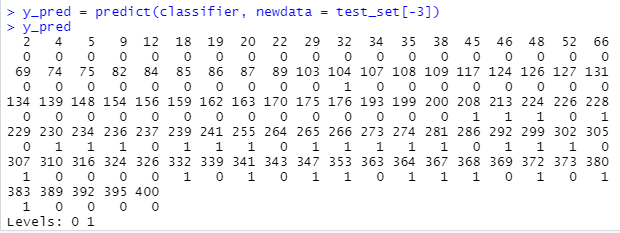 > y_pred = predict(classifier, newdata = test_set[-3])
> y_pred
2 4 5 9 12 18 19 20 22 29 32 34 35 38 45 46 48 52 66
0 0 0 0 0 0 0 0 0 0 0 0 0 0 0 0 0 0 0
69 74 75 82 84 85 86 87 89 103 104 107 108 109 117 124 126 127 131
0 0 0 0 0 0 0 0 0 0 1 0 0 0 0 0 0 0 0
134 139 148 154 156 159 162 163 170 175 176 193 199 200 208 213 224 226 228
0 0 0 0 0 0 0 0 0 0 0 0 0 0 1 1 1 0 1
229 230 234 236 237 239 241 255 264 265 266 273 274 281 286 292 299 302 305
0 1 1 1 0 1 1 1 0 1 1 1 1 1 0 1 1 1 0
307 310 316 324 326 332 339 341 343 347 353 363 364 367 368 369 372 373 380
1 0 0 0 0 1 0 1 0 1 1 0 1 1 1 0 1 0 1
383 389 392 395 400
1 0 0 0 0
Levels: 0 1